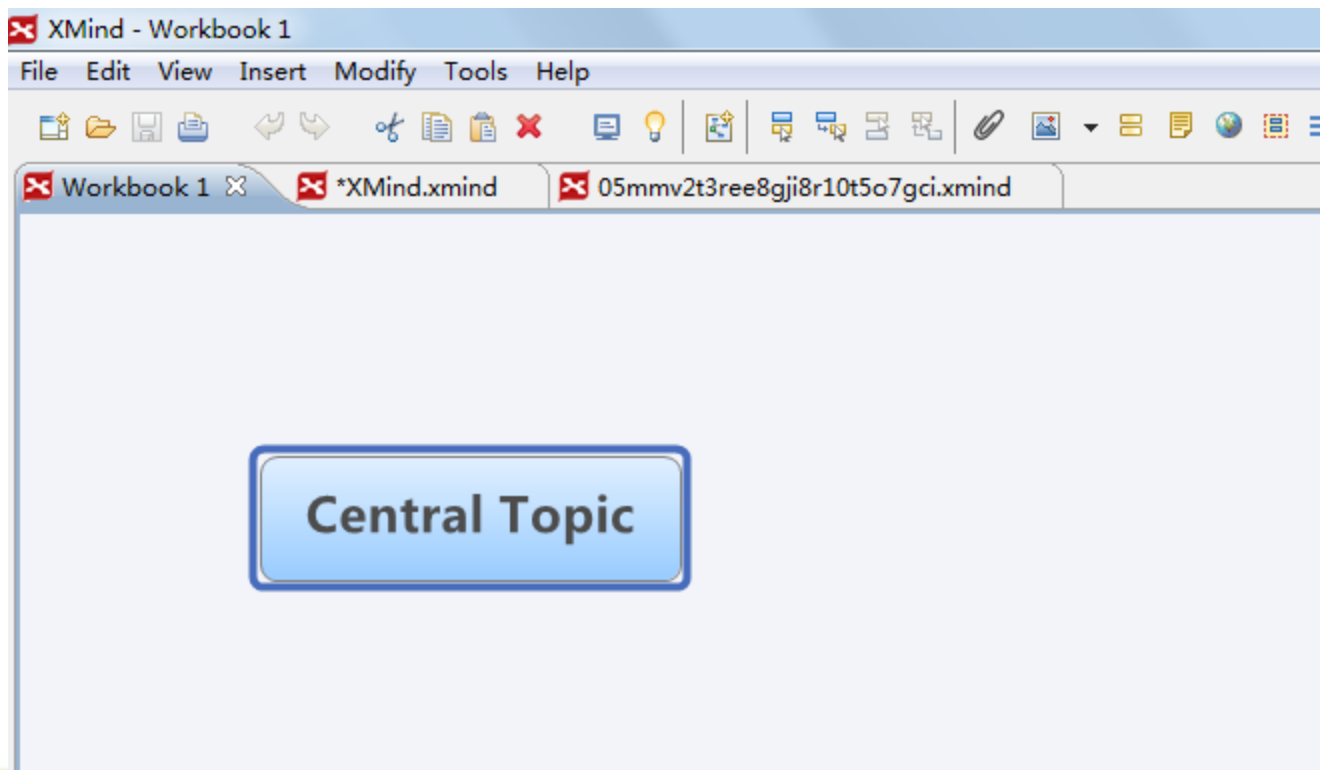 XMind - Workbook 1
File Edit View Insert Modify Tools Help
Workbook 1 *XMind.xmind 05mmv2t3ree8gji8r10t5o7gci.xmind
Central Topic